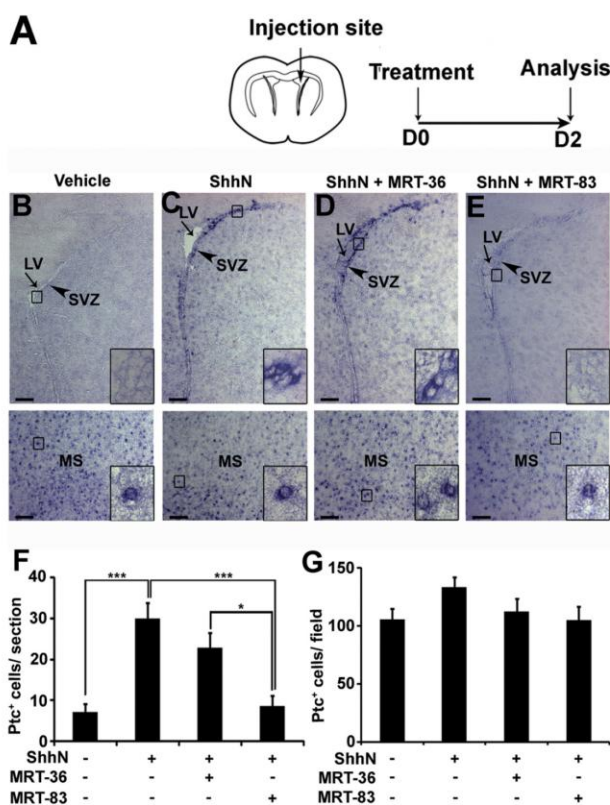 A
Injection site
Treatment
Analysis
D0
D2
Vehicle
ShhN
ShhN + MRT-36
ShhN + MRT-83
B
C
D
E
LV
SVZ
LV
SVZ
LV
SVZ
LV
SVZ
MS
MS
MS
MS
F
Ptc⁺ cells/ section
40
30
20
10
0
***
***
*
ShhN - + + +
MRT-36 - - + -
MRT-83 - - - +
G
Ptc⁺ cells/ field
150
100
50
0
ShhN - + + +
MRT-36 - - + -
MRT-83 - - - +